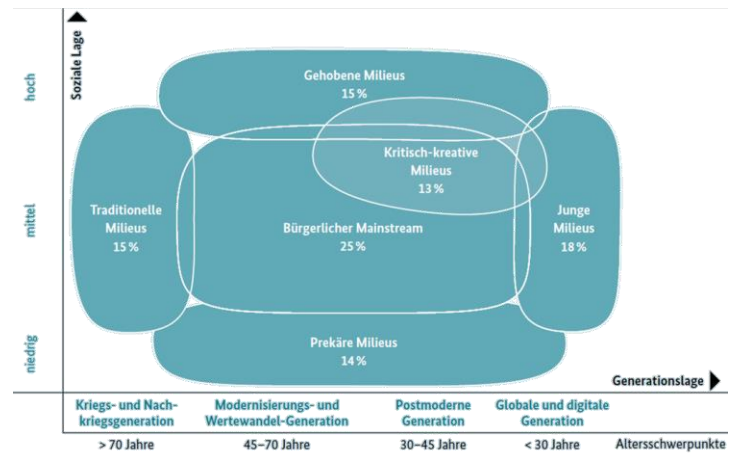 Soziale Lage
hoch
mittel
niedrig
Gehobene Milieus
15 %
Kritisch-kreative
Milieus
13 %
Traditionelle
Milieus
15 %
Bürgerlicher Mainstream
25 %
Junge
Milieus
18 %
Prekäre Milieus
14 %
Generationslage
Kriegs- und Nach-
kriegsgeneration
Modernisierungs- und
Wertewandel-Generation
Postmoderne
Generation
Globale und digitale
Generation
> 70 Jahre
45–70 Jahre
30–45 Jahre
< 30 Jahre
Altersschwerpunkte